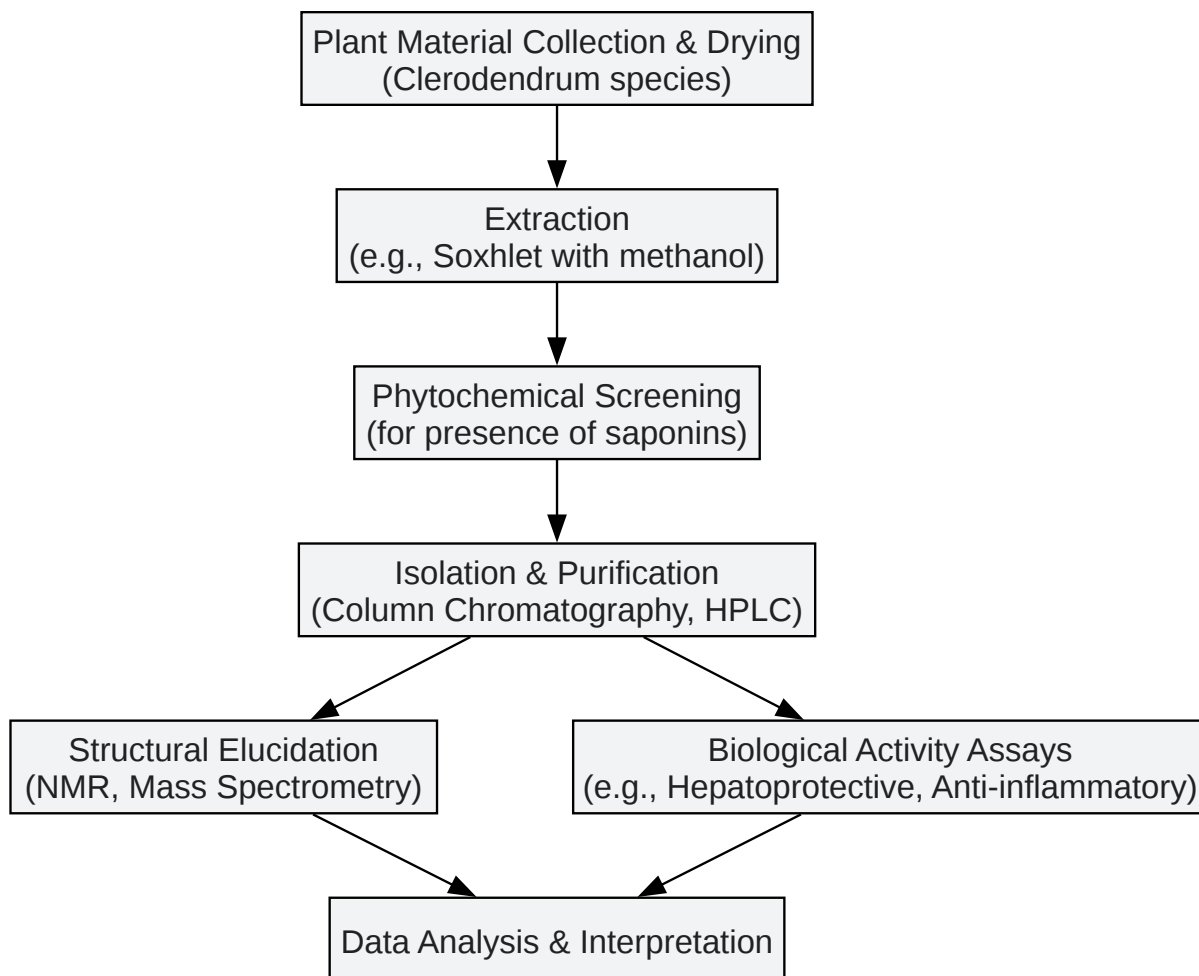 Plant Material Collection & Drying
(Clerodendrum species)
Extraction
(e.g., Soxhlet with methanol)
Phytochemical Screening
(for presence of saponins)
Isolation & Purification
(Column Chromatography, HPLC)
Structural Elucidation
(NMR, Mass Spectrometry)
Biological Activity Assays
(e.g., Hepatoprotective, Anti-inflammatory)
Data Analysis & Interpretation